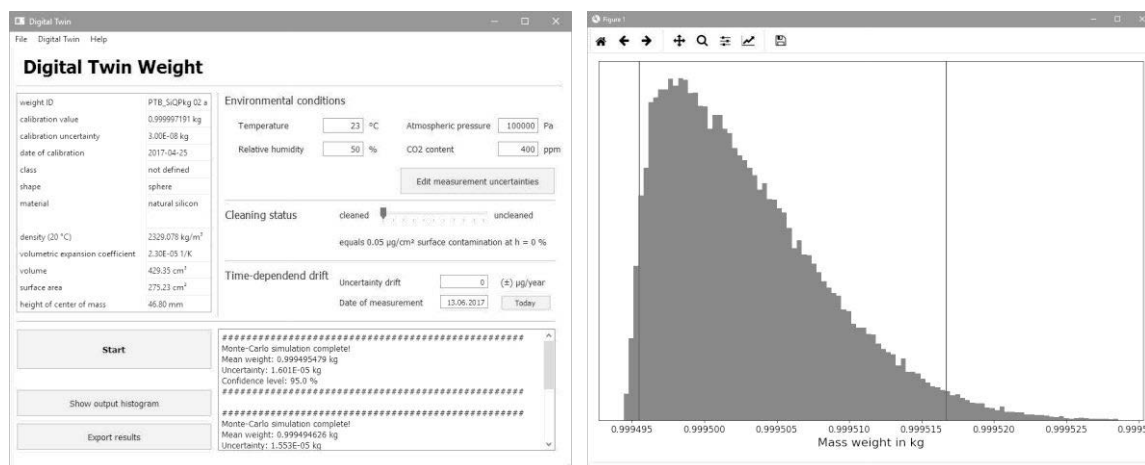 Digital Twin
File Digital Twin Help
Digital Twin Weight
weight ID PTB_SiQPkg 02 a
calibration value 0.999997191 kg
calibration uncertainty 3.00E-08 kg
date of calibration 2017-04-25
class not defined
shape sphere
material natural silicon
density (20 °C) 2329.078 kg/m³
volumetric expansion coefficient 2.30E-05 1/K
volume 429.35 cm³
surface area 275.23 cm²
height of center of mass 46.80 mm
Environmental conditions
Temperature 23 °C Atmospheric pressure 100000 Pa
Relative humidity 50 % CO2 content 400 ppm
Edit measurement uncertainties
Cleaning status cleaned uncleaned
equals 0.05 µg/cm² surface contamination at h = 0 %
Time-dependend drift
Uncertainty drift 0 (±) µg/year
Date of measurement 13.06.2017 Today
Start
Show output histogram
Export results
##################################################
Monte-Carlo simulation complete!
Mean weight: 0.999495479 kg
Uncertainty: 1.601E-05 kg
Confidence level: 95.0 %
##################################################
##################################################
Monte-Carlo simulation complete!
Mean weight: 0.999494626 kg
Uncertainty: 1.553E-05 kg
Figure 1
0.999495 0.999500 0.999505 0.999510 0.999515 0.999520 0.999525 0.9995
Mass weight in kg